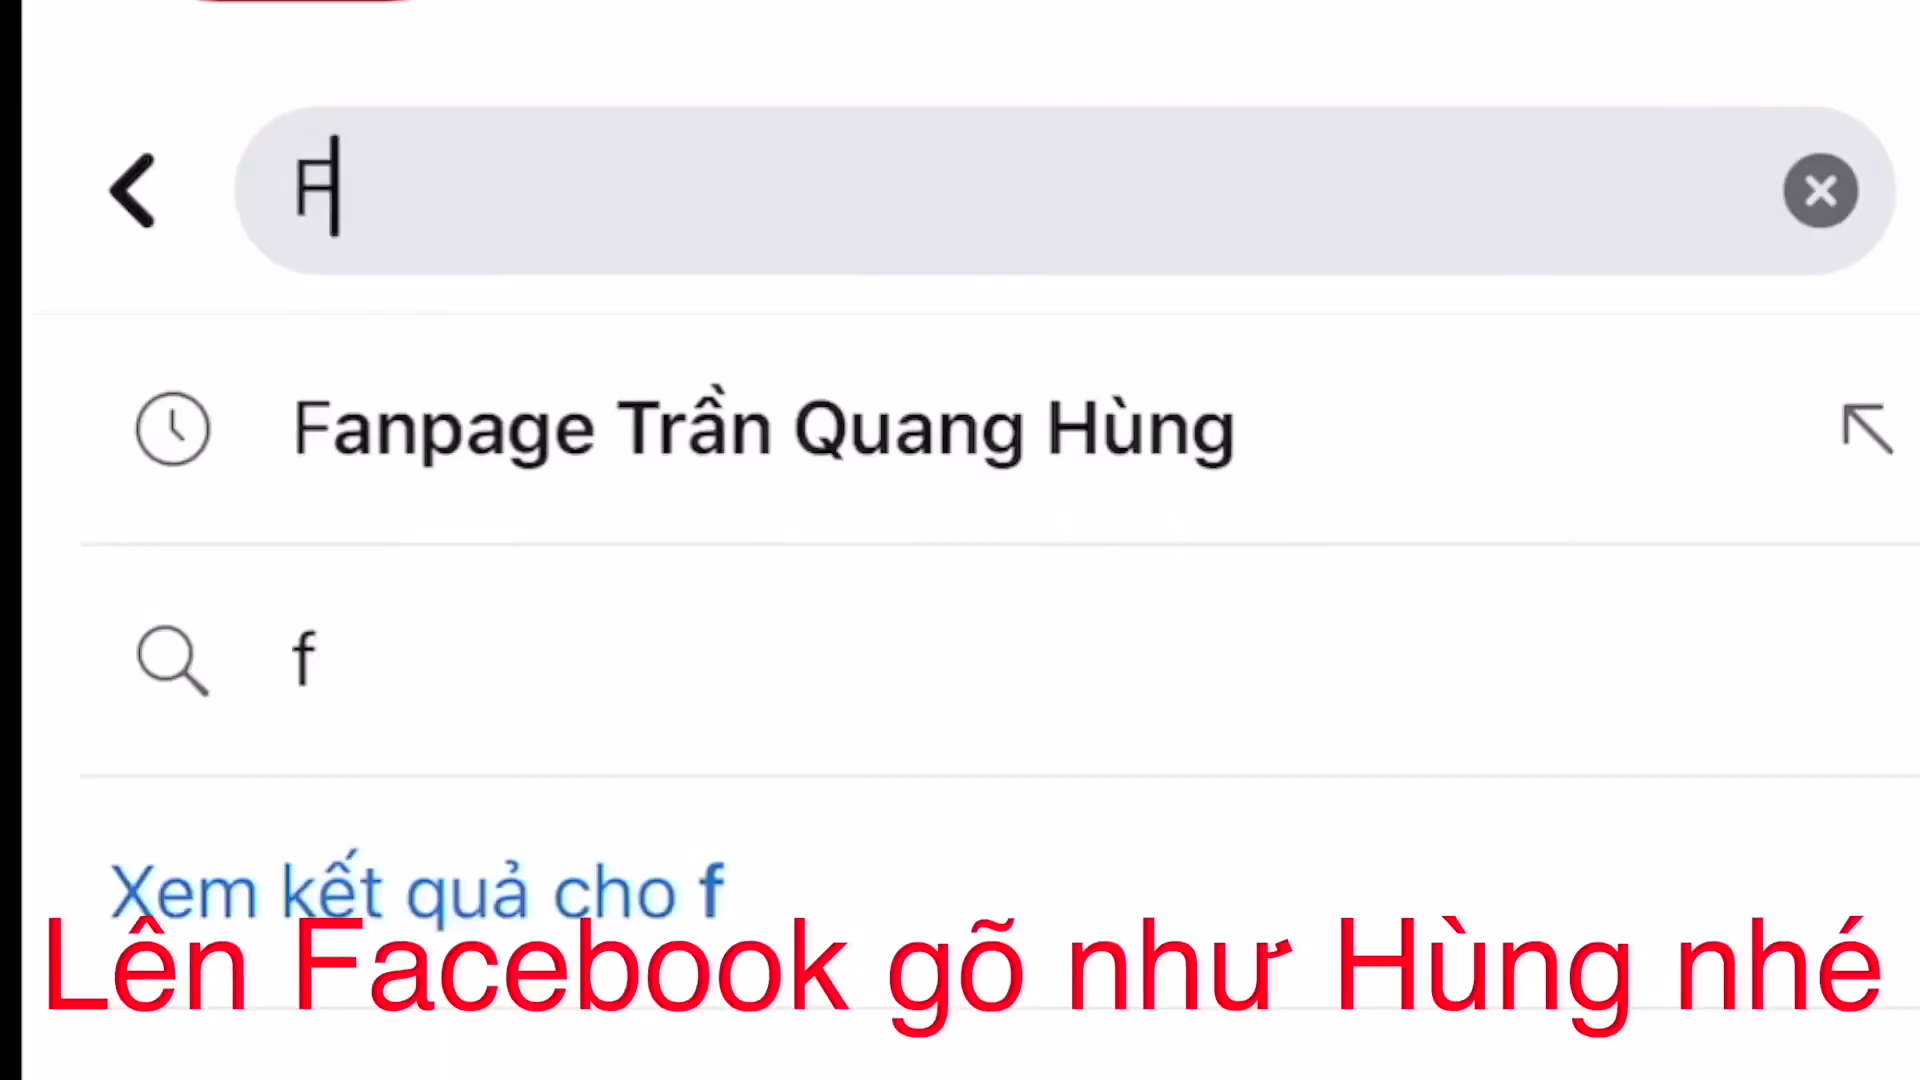 F
Fanpage Trần Quang Hùng
f
Xem kết quả cho f
Lên Facebook gõ như Hùng nhé